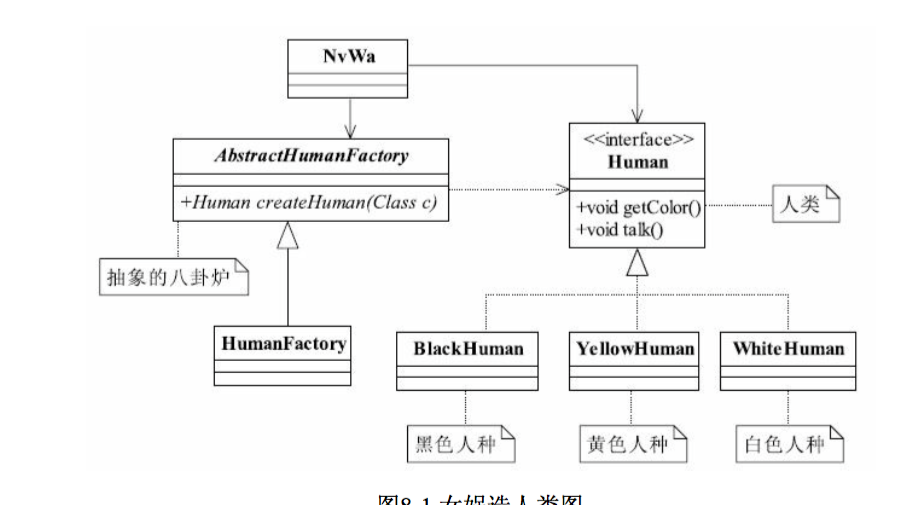 NvWa
AbstractHumanFactory
+Human createHuman(Class c)
<<interface>>
Human
+void getColor()
+void talk()
人类
抽象的八卦炉
HumanFactory
BlackHuman
YellowHuman
WhiteHuman
黑色人种
黄色人种
白色人种
图8-1 女娲造人类图